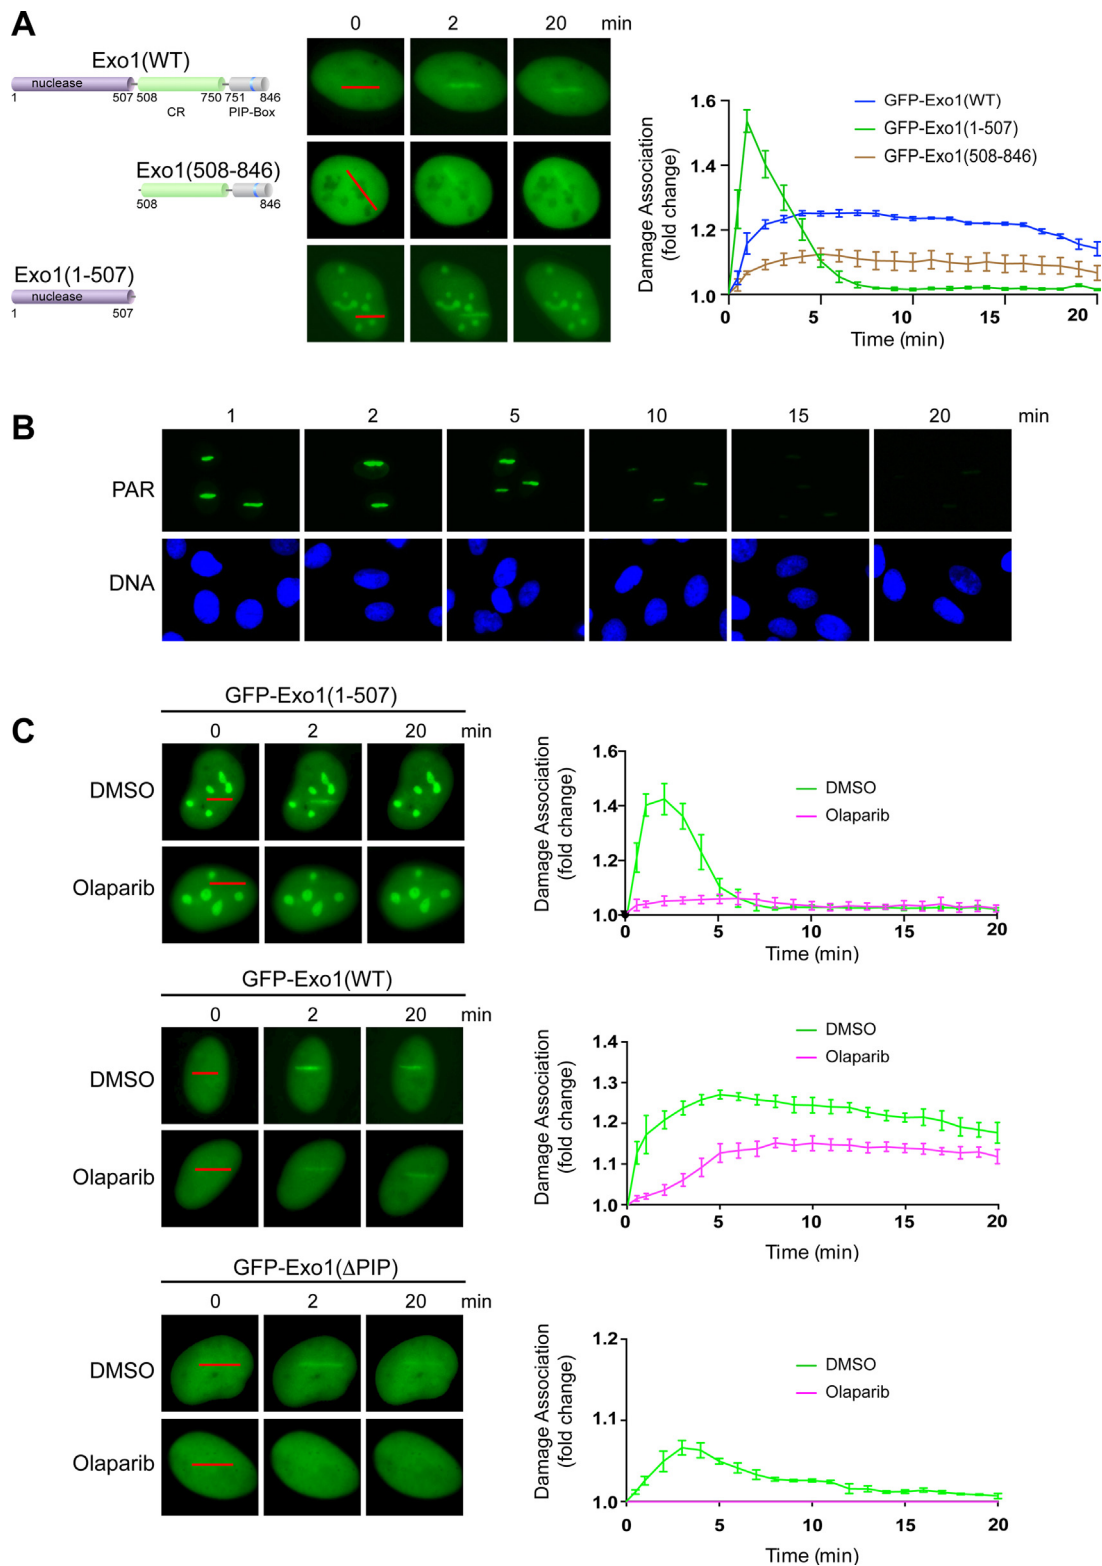 A
0 2 20 min
Exo1(WT)
nuclease
1 507 508 750 751 846
CR PIP-Box
Exo1(508-846)
508 846
Exo1(1-507)
nuclease
1 507
GFP-Exo1(WT)
GFP-Exo1(1-507)
GFP-Exo1(508-846)
Damage Association
(fold change)
1.6
1.4
1.2
1.0
0 5 10 15 20
Time (min)
B
1 2 5 10 15 20 min
PAR
DNA
C
GFP-Exo1(1-507)
0 2 20 min
DMSO
Olaparib
Damage Association
(fold change)
1.6
1.4
1.2
1.0
DMSO
Olaparib
0 5 10 15 20
Time (min)
GFP-Exo1(WT)
0 2 20 min
DMSO
Olaparib
Damage Association
(fold change)
1.4
1.3
1.2
1.1
1.0
DMSO
Olaparib
0 5 10 15 20
Time (min)
GFP-Exo1(ΔPIP)
0 2 20 min
DMSO
Olaparib
Damage Association
(fold change)
1.2
1.1
1.0
DMSO
Olaparib
0 5 10 15 20
Time (min)